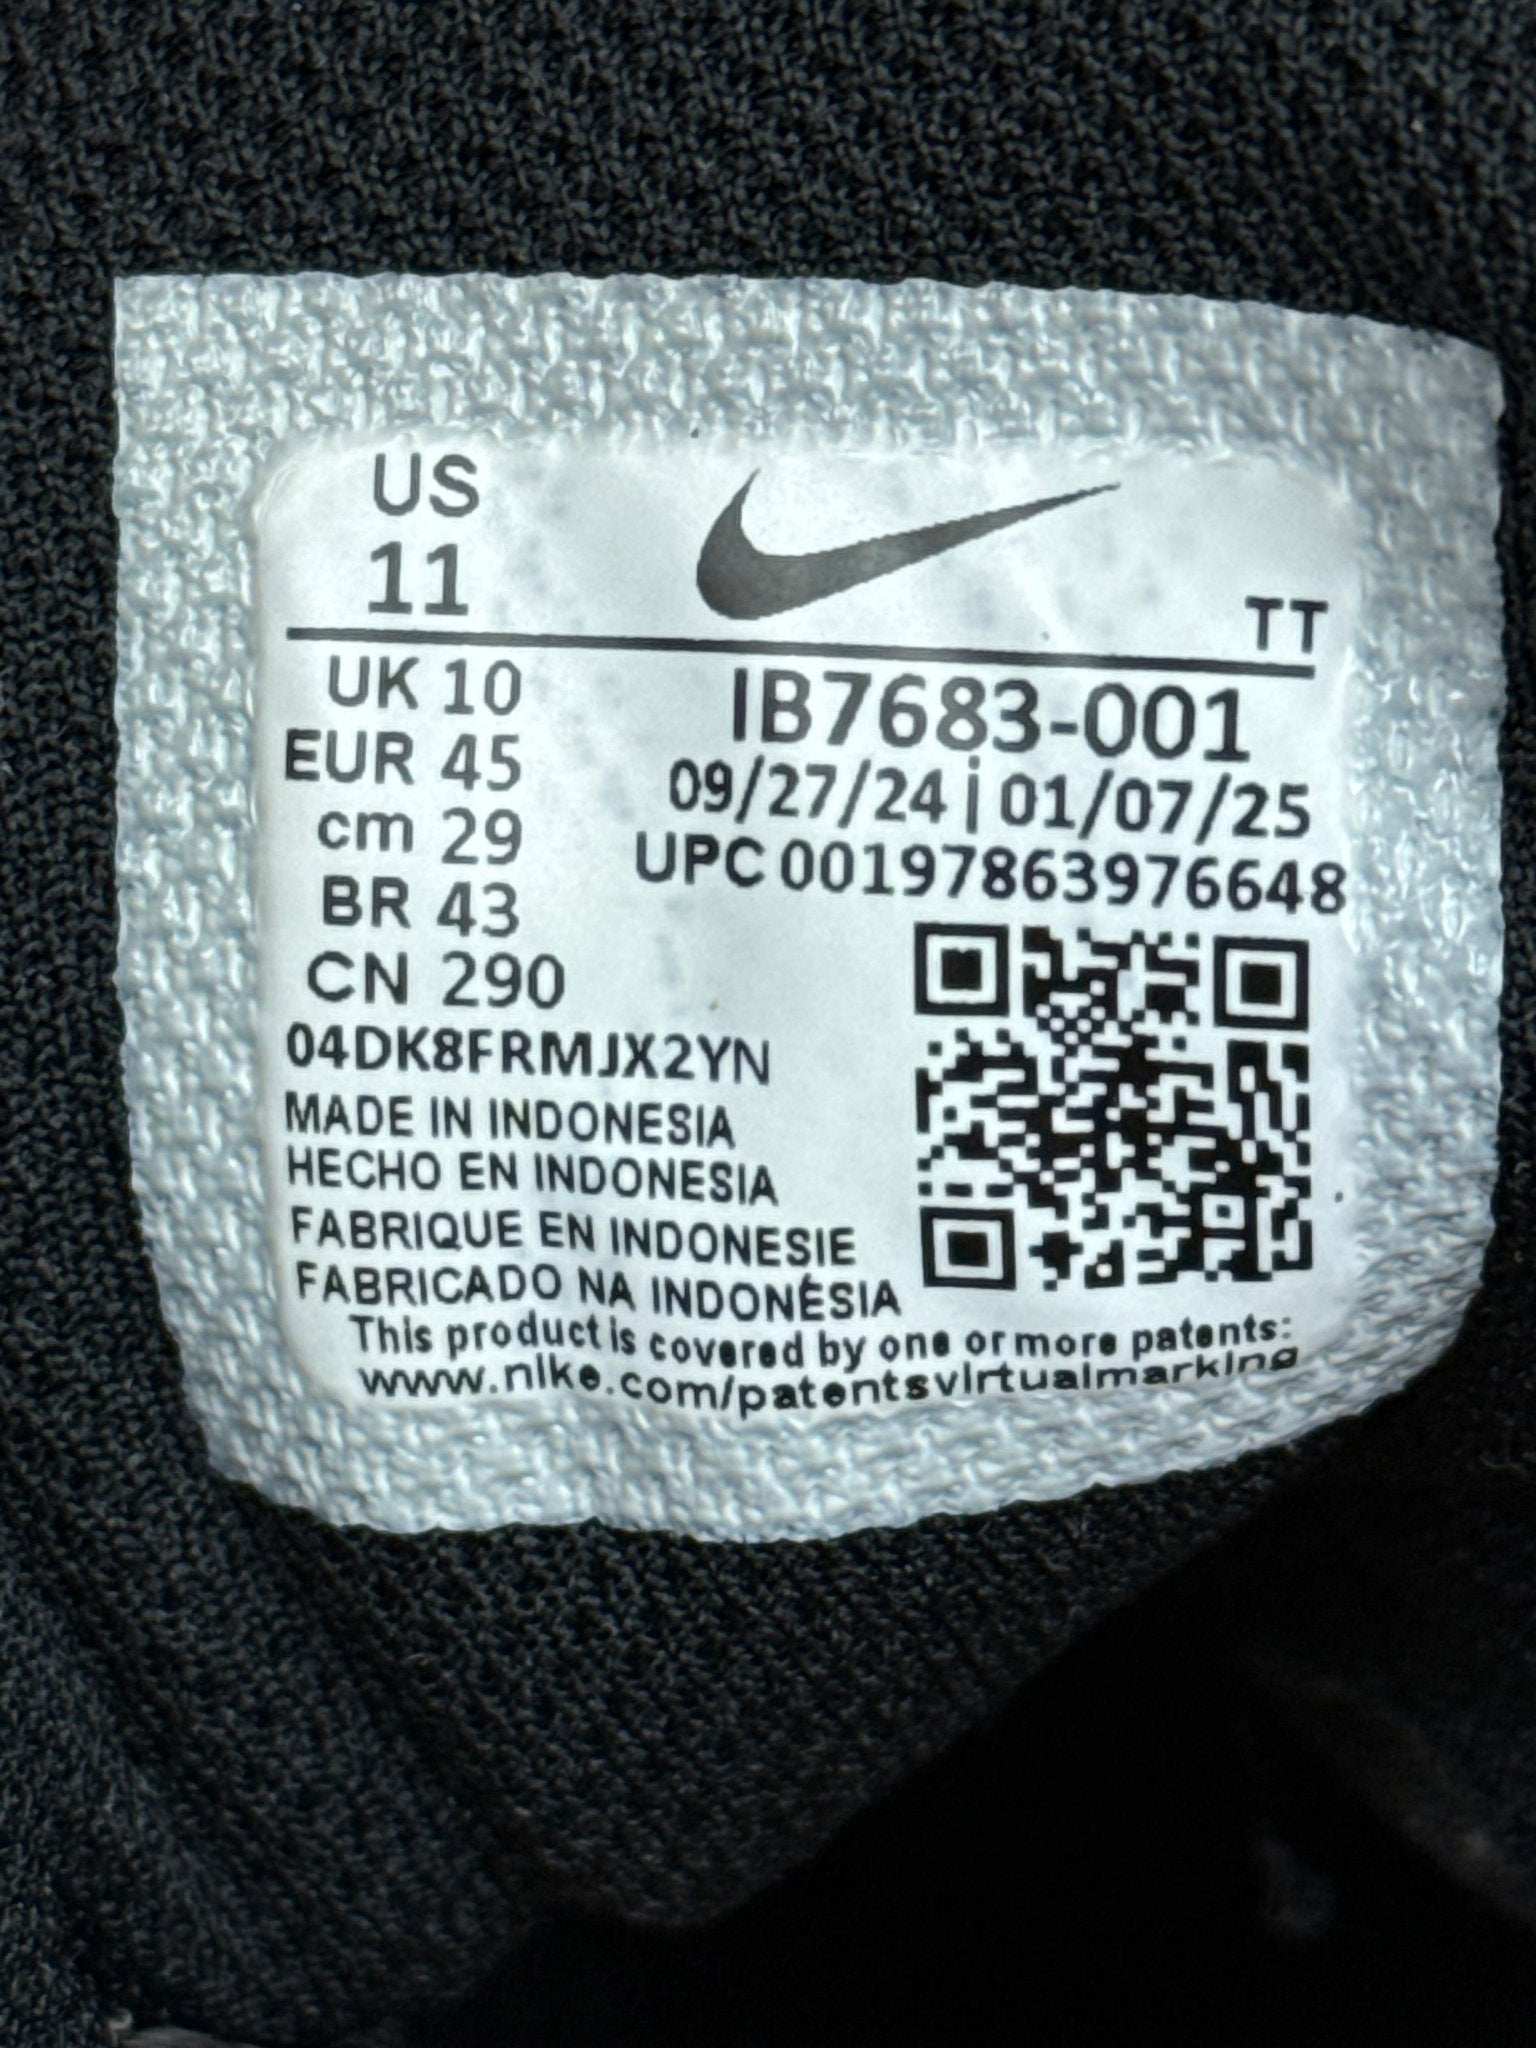 US
11
TT
UK 10
EUR 45
cm 29
BR 43
CN 290
IB7683-001
09/27/24 | 01/07/25
UPC 00197863976648
04DK8FRMJX2YN
MADE IN INDONESIA
HECHO EN INDONESIA
FABRIQUE EN INDONESIE
FABRICADO NA INDONÉSIA
This product is covered by one or more patents:
www.nike.com/patentsvirtualmarking